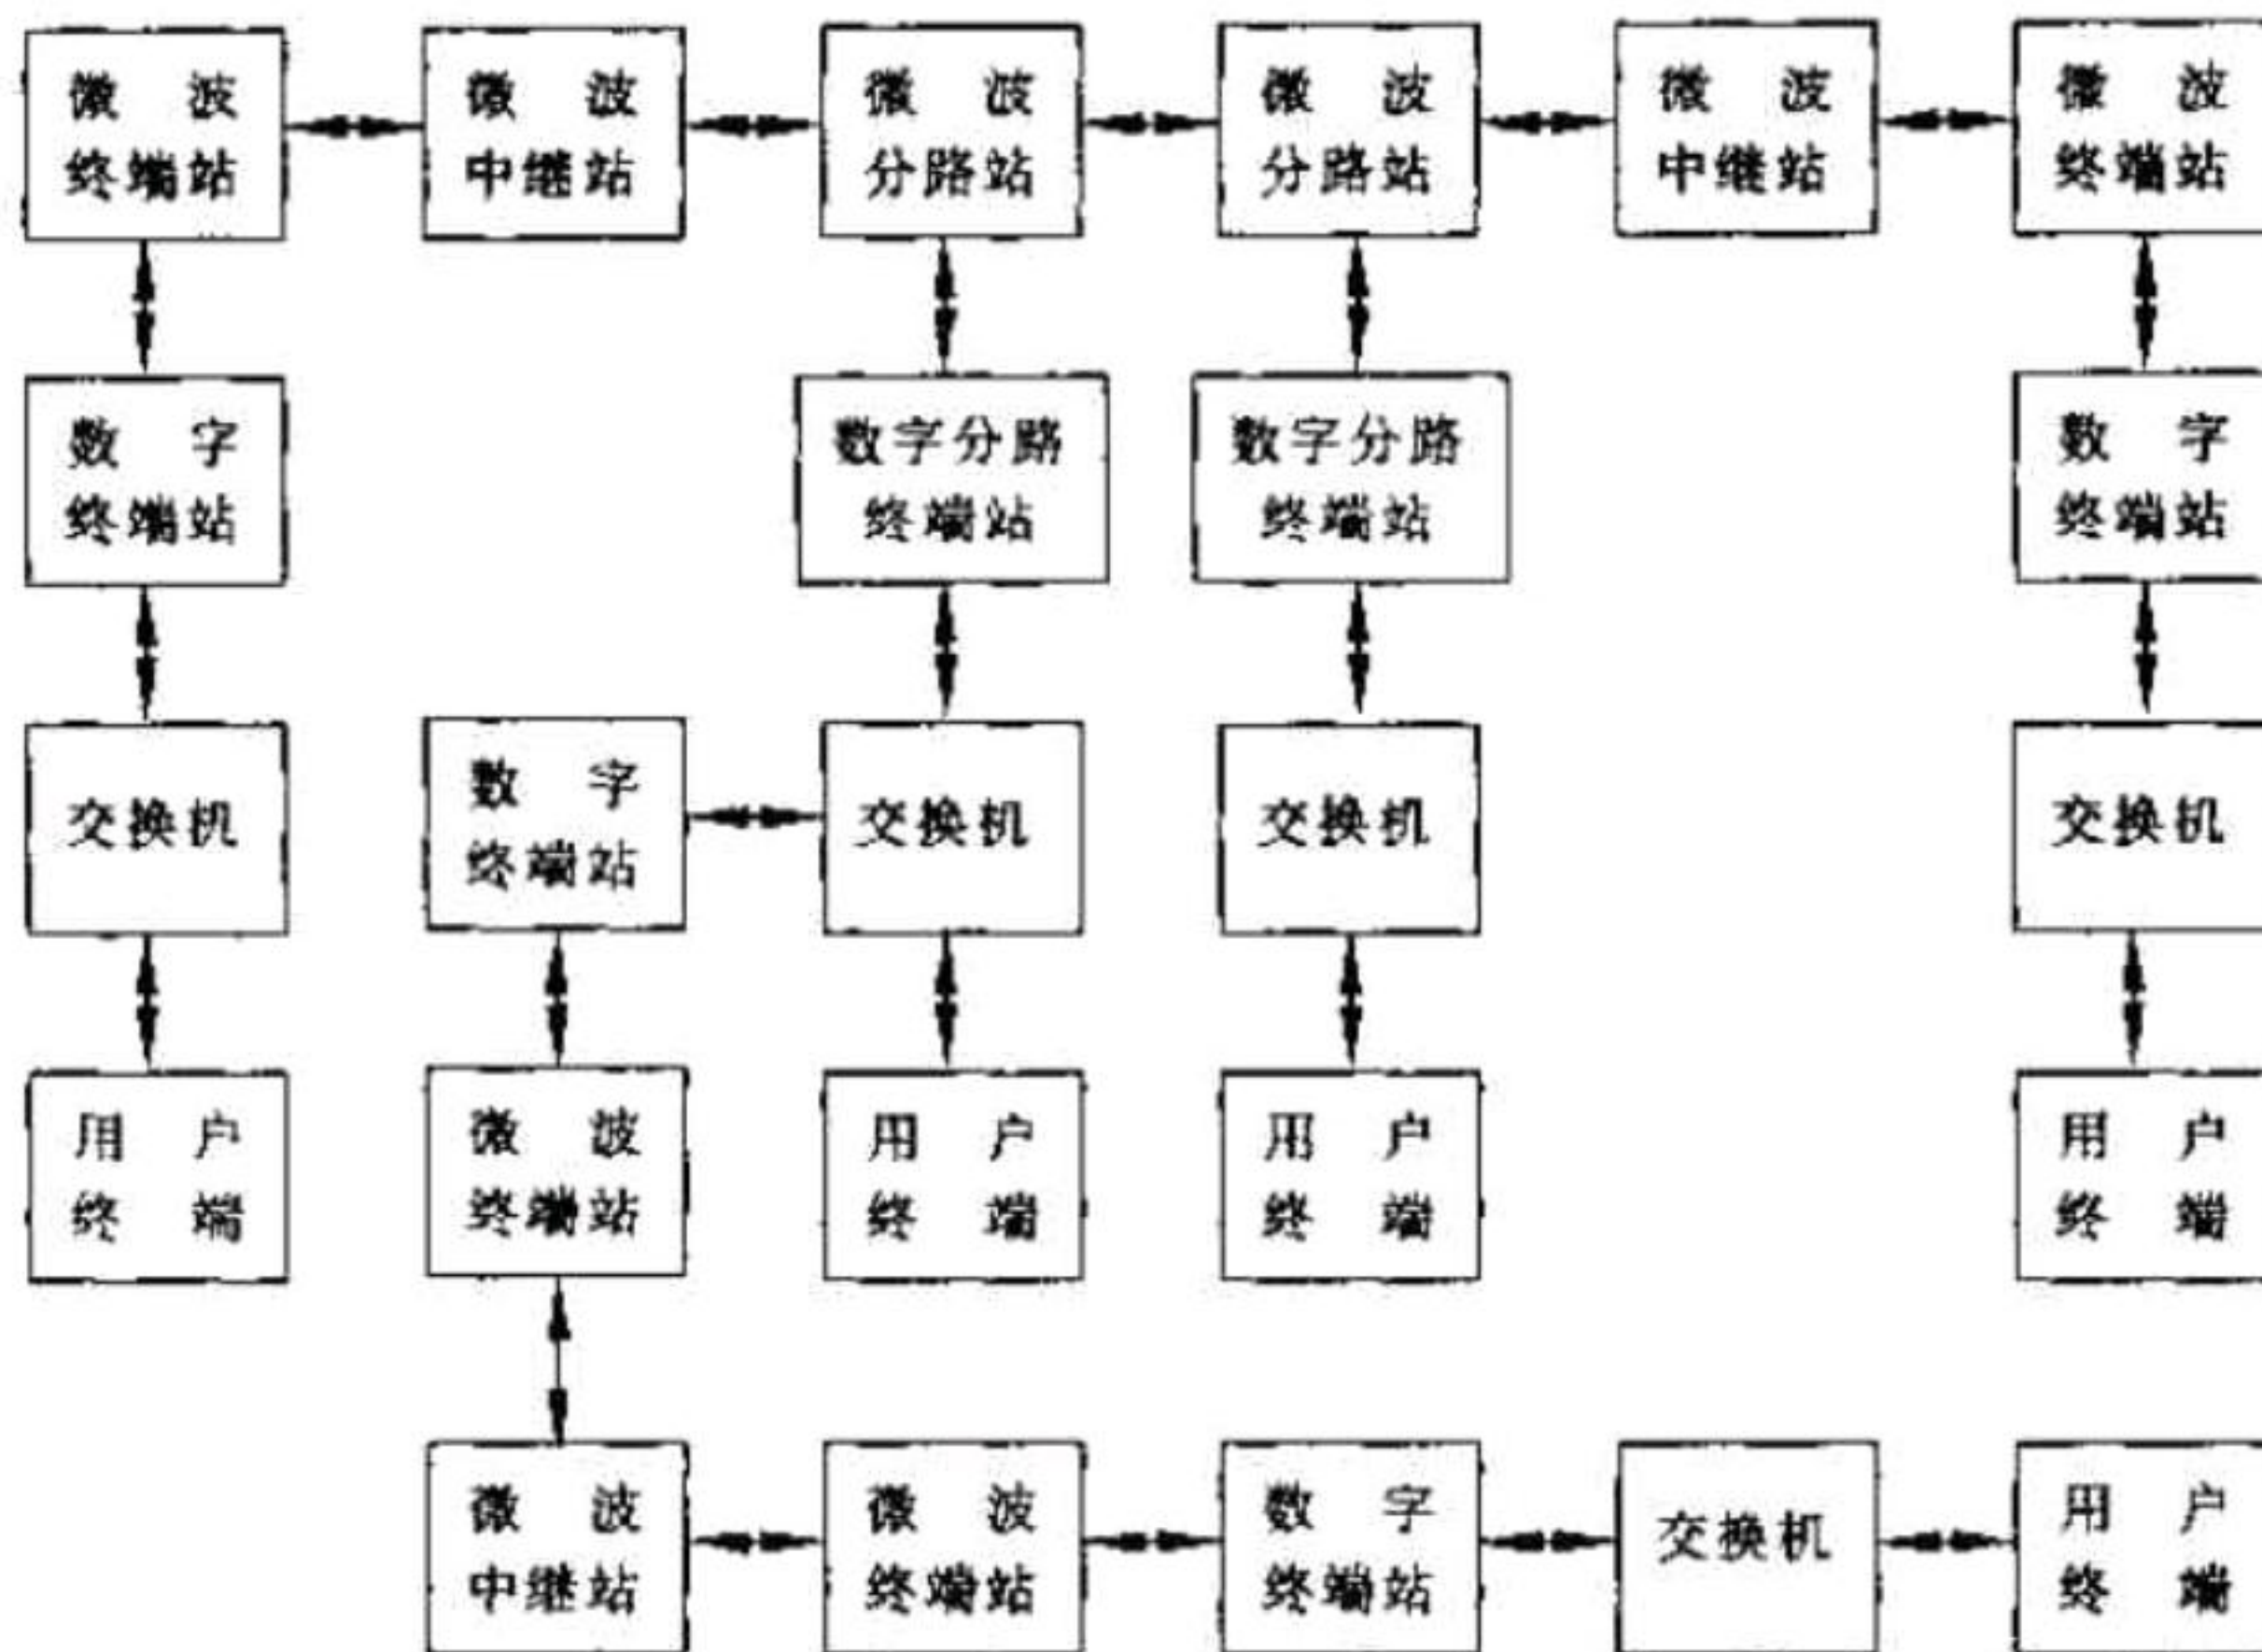 微 波
终端站
微 波
中继站
微 波
分路站
微 波
分路站
微 波
中继站
微 波
终端站
数 字
终端站
数字分路
终端站
数字分路
终端站
数 字
终端站
交换机
数 字
终端站
交换机
交换机
交换机
用 户
终 端
微 波
终端站
用 户
终 端
用 户
终 端
用 户
终 端
微 波
中继站
微 波
终端站
数 字
终端站
交换机
用 户
终 端